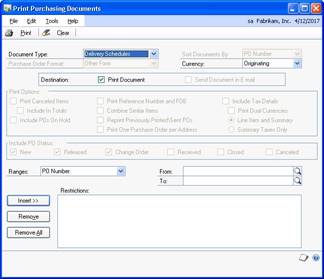 Print Purchasing Documents
File Edit Tools Help sa Fabrikam, Inc. 4/12/2017
Print Clear
Document Type: Delivery Schedules Sort Documents By: PO Number
Purchase Order Format: Other Form Currency: Originating
Destination: Print Document Send Document in E-mail
Print Options:
Print Canceled Items Print Reference Number and FOB Include Tax Details
Include In Totals Combine Similar Items Print Dual Currencies
Include POs On Hold Reprint Previously Printed/Sent POs Line Item and Summary
Print One Purchase Order per Address Summary Taxes Only
Include PO Status:
New Released Change Order Received Closed Canceled
Ranges: PO Number From:
To:
Restrictions:
Insert >>
Remove
Remove All